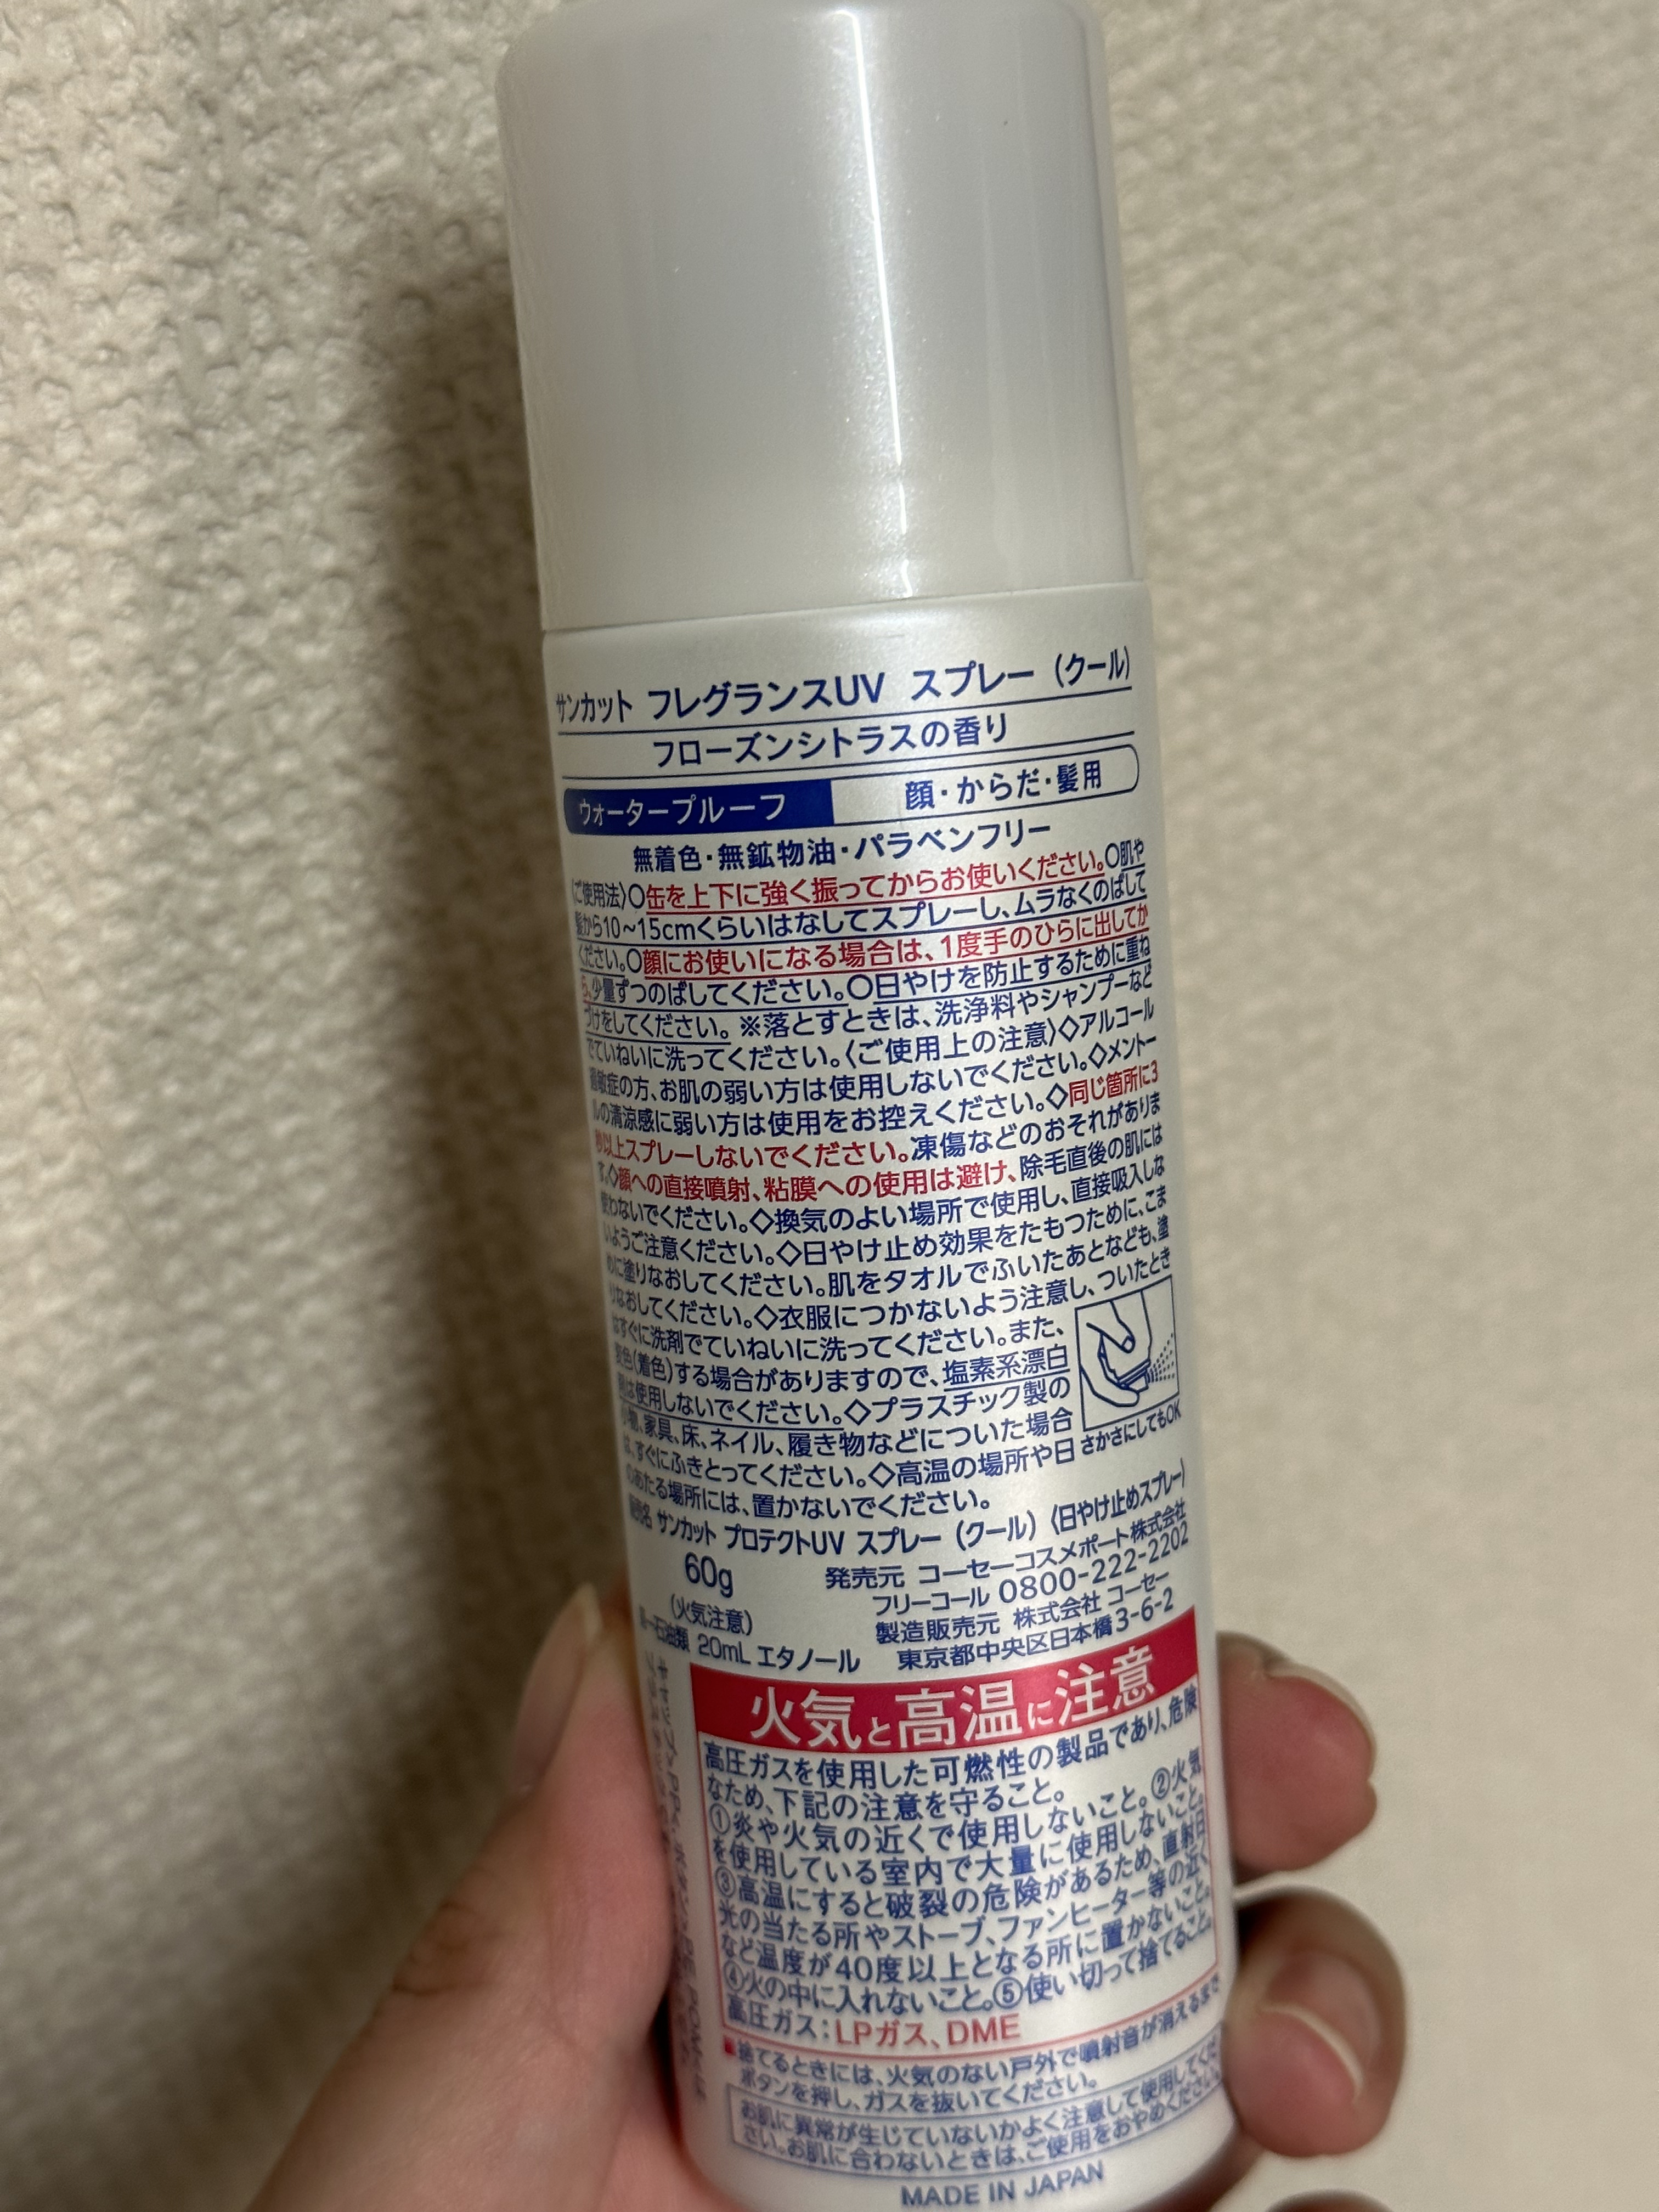 サンカット フレグランスUV スプレー (クール)
フローズンシトラスの香り
ウォータープルーフ 顔・からだ・髪用
無着色・無鉱物油・パラベンフリー
〈ご使用法〉○缶を上下に強く振ってからお使いください。○肌や
髪から10~15cmくらいはなしてスプレーし、ムラなくのばして
ください。○顔にお使いになる場合は、1度手のひらに出してか
ら、少量ずつのばしてください。○日やけを防止するために重ね
づけをしてください。※落とすときは、洗浄料やシャンプーなど
でていねいに洗ってください。〈ご使用上の注意〉◇アルコール
過敏症の方、お肌の弱い方は使用しないでください。◇メントー
ルの清涼感に弱い方は使用をお控えください。◇同じ箇所に3
秒以上スプレーしないでください。凍傷などのおそれがありま
す。◇顔への直接噴射、粘膜への使用は避け、除毛直後の肌には
使わないでください。◇換気のよい場所で使用し、直接吸入しな
いようご注意ください。◇日やけ止め効果をたもつために、こま
めに塗りなおしてください。肌をタオルでふいたあとなども、塗
りなおしてください。◇衣服につかないよう注意し、ついたとき
はすぐに洗剤でていねいに洗ってください。また、
変色(着色)する場合がありますので、塩素系漂白
剤は使用しないでください。◇プラスチック製の
小物、家具、床、ネイル、履き物などについた場合
は、すぐにふきとってください。◇高温の場所や日
のあたる場所には、置かないでください。
さかさにしてもOK
販売名 サンカット プロテクトUV スプレー (クール) 〈日やけ止めスプレー〉
60g
(火気注意)
第一石油類 20mL エタノール
発売元 コーセーコスメポート株式会社
フリーコール 0800-222-2202
製造販売元 株式会社 コーセー
東京都中央区日本橋3-6-2
火気と高温に注意
高圧ガスを使用した可燃性の製品であり、危険
なため、下記の注意を守ること。
①炎や火気の近くで使用しないこと。②火気
を使用している室内で大量に使用しないこと。
③高温にすると破裂の危険があるため、直射日
光の当たる所やストーブ、ファンヒーター等の近く
など温度が40度以上となる所に置かないこと。
④火の中に入れないこと。⑤使い切って捨てること。
高圧ガス：LPガス、DME
■捨てるときには、火気のない戸外で噴射音が消えるまで
ボタンを押し、ガスを抜いてください。
お肌に異常が生じていないかよく注意して使用してくだ
さい。お肌に合わないときは、ご使用をおやめください。
MADE IN JAPAN